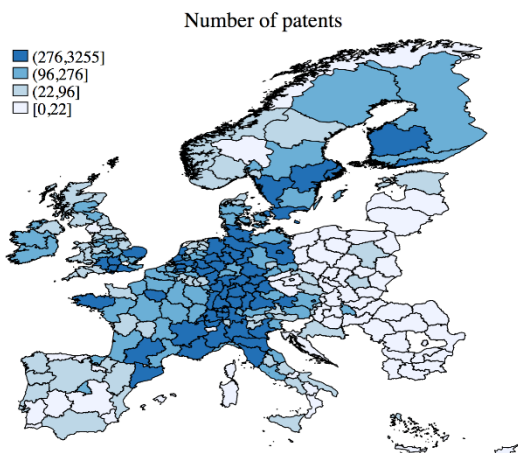 Number of patents
(276,3255]
(96,276]
(22,96]
[0,22]